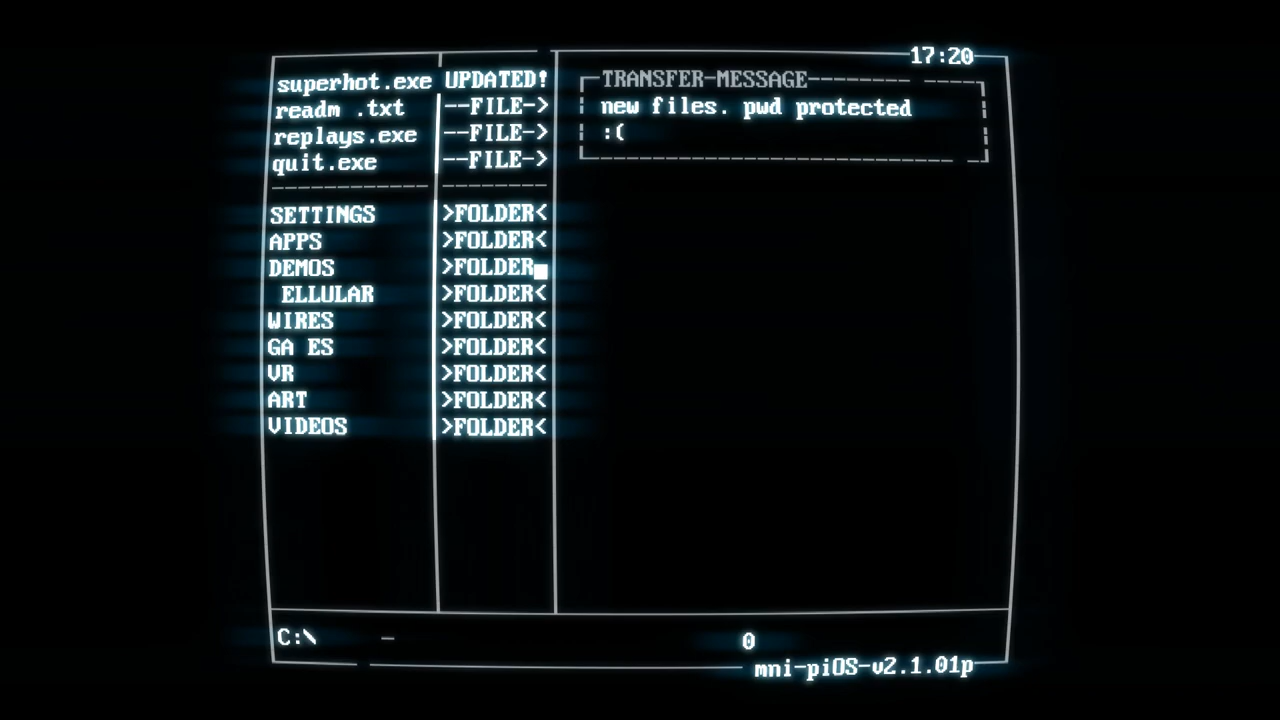 17:20
superhot.exe UPDATED!
readm .txt --FILE->
replays.exe --FILE->
quit.exe --FILE->
SETTINGS >FOLDER<
APPS >FOLDER<
DEMOS >FOLDER
ELLULAR >FOLDER<
WIRES >FOLDER<
GA ES >FOLDER<
VR >FOLDER<
ART >FOLDER<
VIDEOS >FOLDER<
TRANSFER-MESSAGE
new files. pwd protected
:(
C:\ _
0
mni-piOS-v2.1.01p